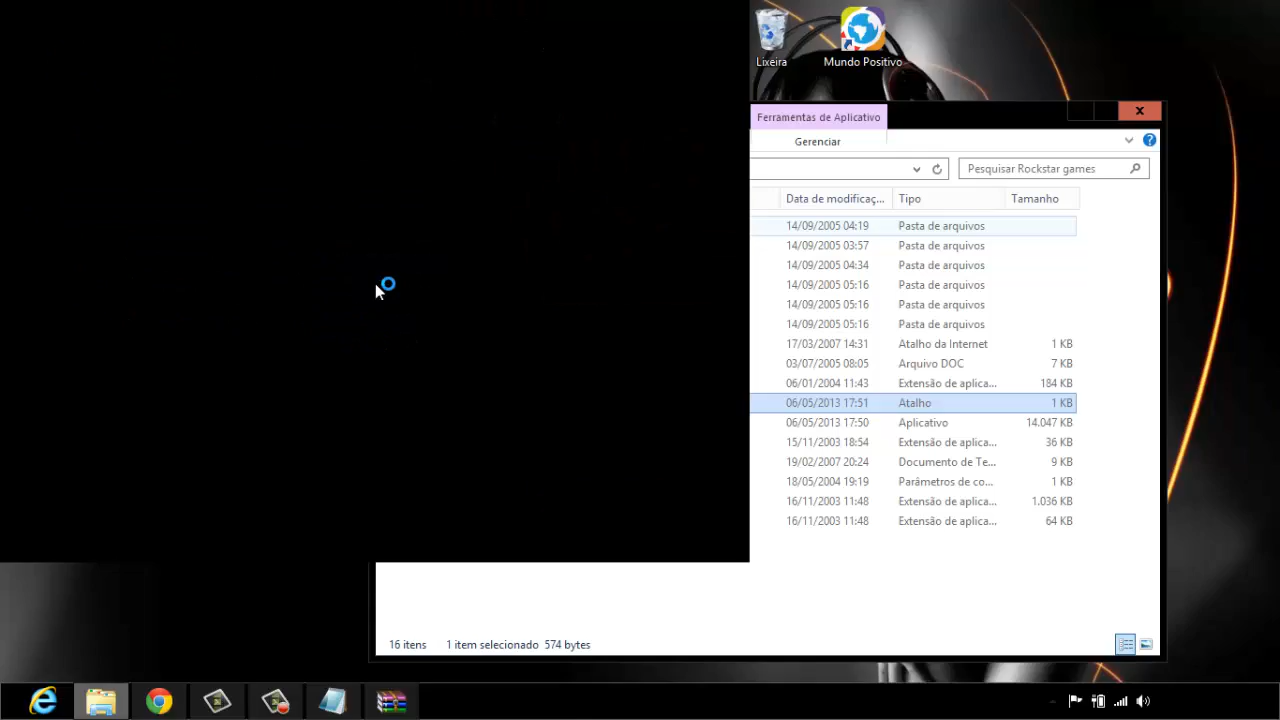 Lixeira
Mundo Positivo
Ferramentas de Aplicativo
Gerenciar
Pesquisar Rockstar games
Data de modificaç... Tipo Tamanho
14/09/2005 04:19 Pasta de arquivos
14/09/2005 03:57 Pasta de arquivos
14/09/2005 04:34 Pasta de arquivos
14/09/2005 05:16 Pasta de arquivos
14/09/2005 05:16 Pasta de arquivos
14/09/2005 05:16 Pasta de arquivos
17/03/2007 14:31 Atalho da Internet 1 KB
03/07/2005 08:05 Arquivo DOC 7 KB
06/01/2004 11:43 Extensão de aplica... 184 KB
06/05/2013 17:51 Atalho 1 KB
06/05/2013 17:50 Aplicativo 14.047 KB
15/11/2003 18:54 Extensão de aplica... 36 KB
19/02/2007 20:24 Documento de Te... 9 KB
18/05/2004 19:19 Parâmetros de co... 1 KB
16/11/2003 11:48 Extensão de aplica... 1.036 KB
16/11/2003 11:48 Extensão de aplica... 64 KB
16 itens 1 item selecionado 574 bytes